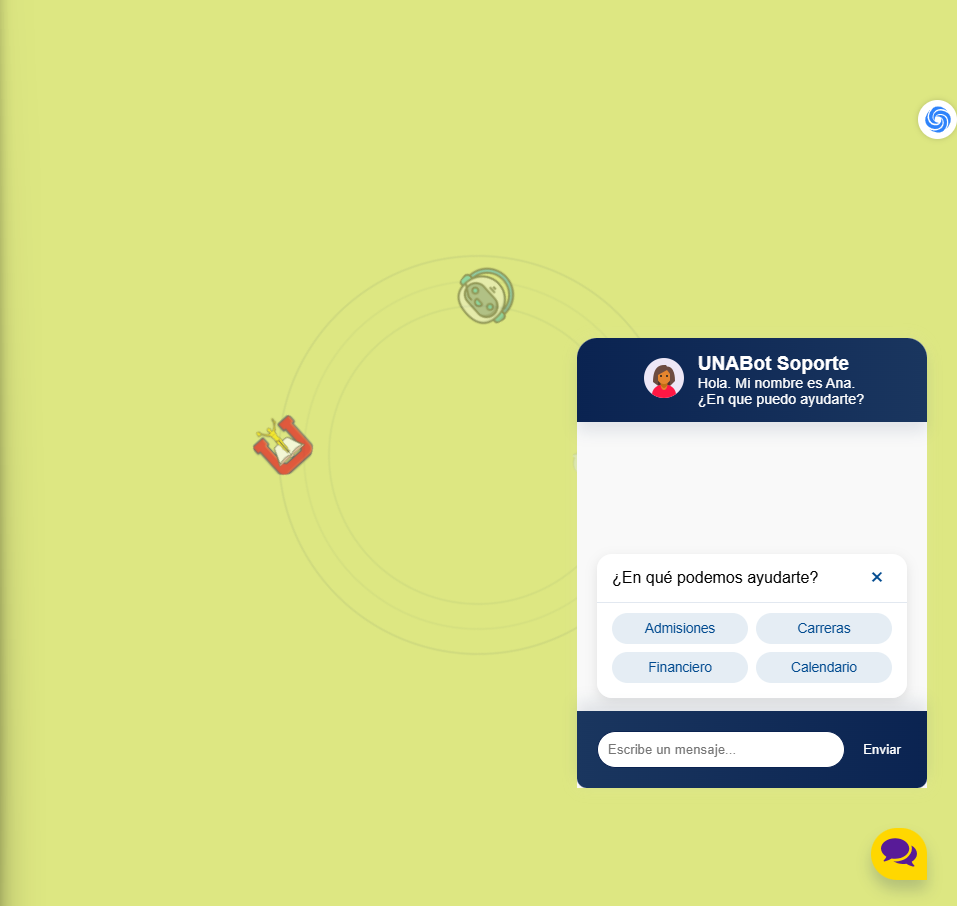 UNABot Soporte
Hola. Mi nombre es Ana.
¿En que puedo ayudarte?
¿En qué podemos ayudarte?
Admisiones
Carreras
Financiero
Calendario
Escribe un mensaje...
Enviar